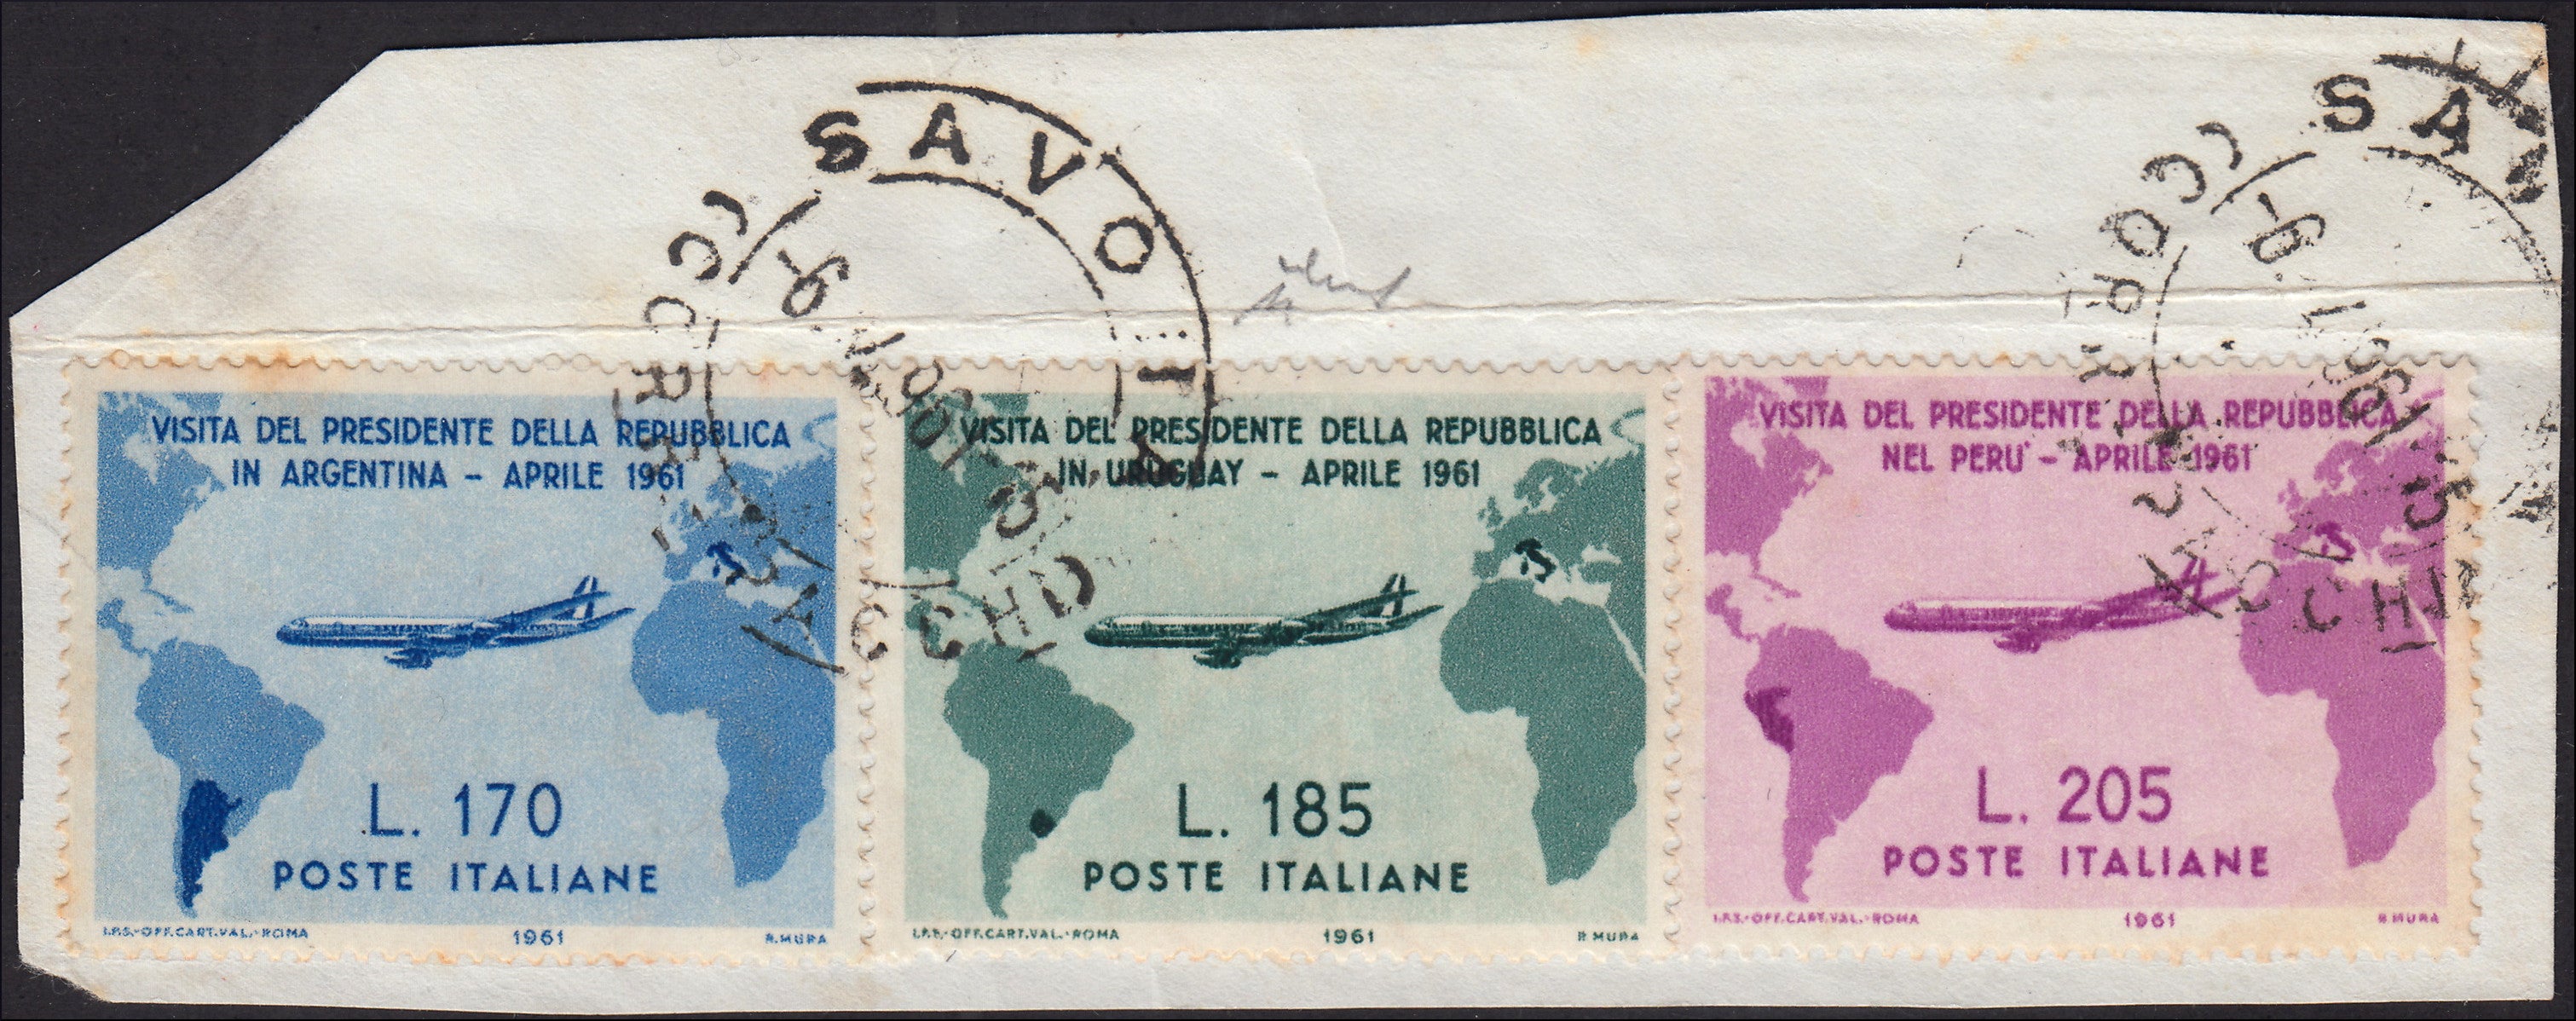 VISITA DEL PRESIDENTE DELLA REPUBBLICA
IN ARGENTINA - APRILE 1961
L. 170
POSTE ITALIANE
I.P.S.-OFF.CART.VAL.-ROMA 1961 R.MURA
VISITA DEL PRESIDENTE DELLA REPUBBLICA
IN URUGUAY - APRILE 1961
L. 185
POSTE ITALIANE
I.P.S.-OFF.CART.VAL.-ROMA 1961 R.MURA
VISITA DEL PRESIDENTE DELLA REPUBBLICA
NEL PERU' - APRILE 1961
L. 205
POSTE ITALIANE
I.P.S.-OFF.CART.VAL.-ROMA 1961 R.MURA
SAVOIA